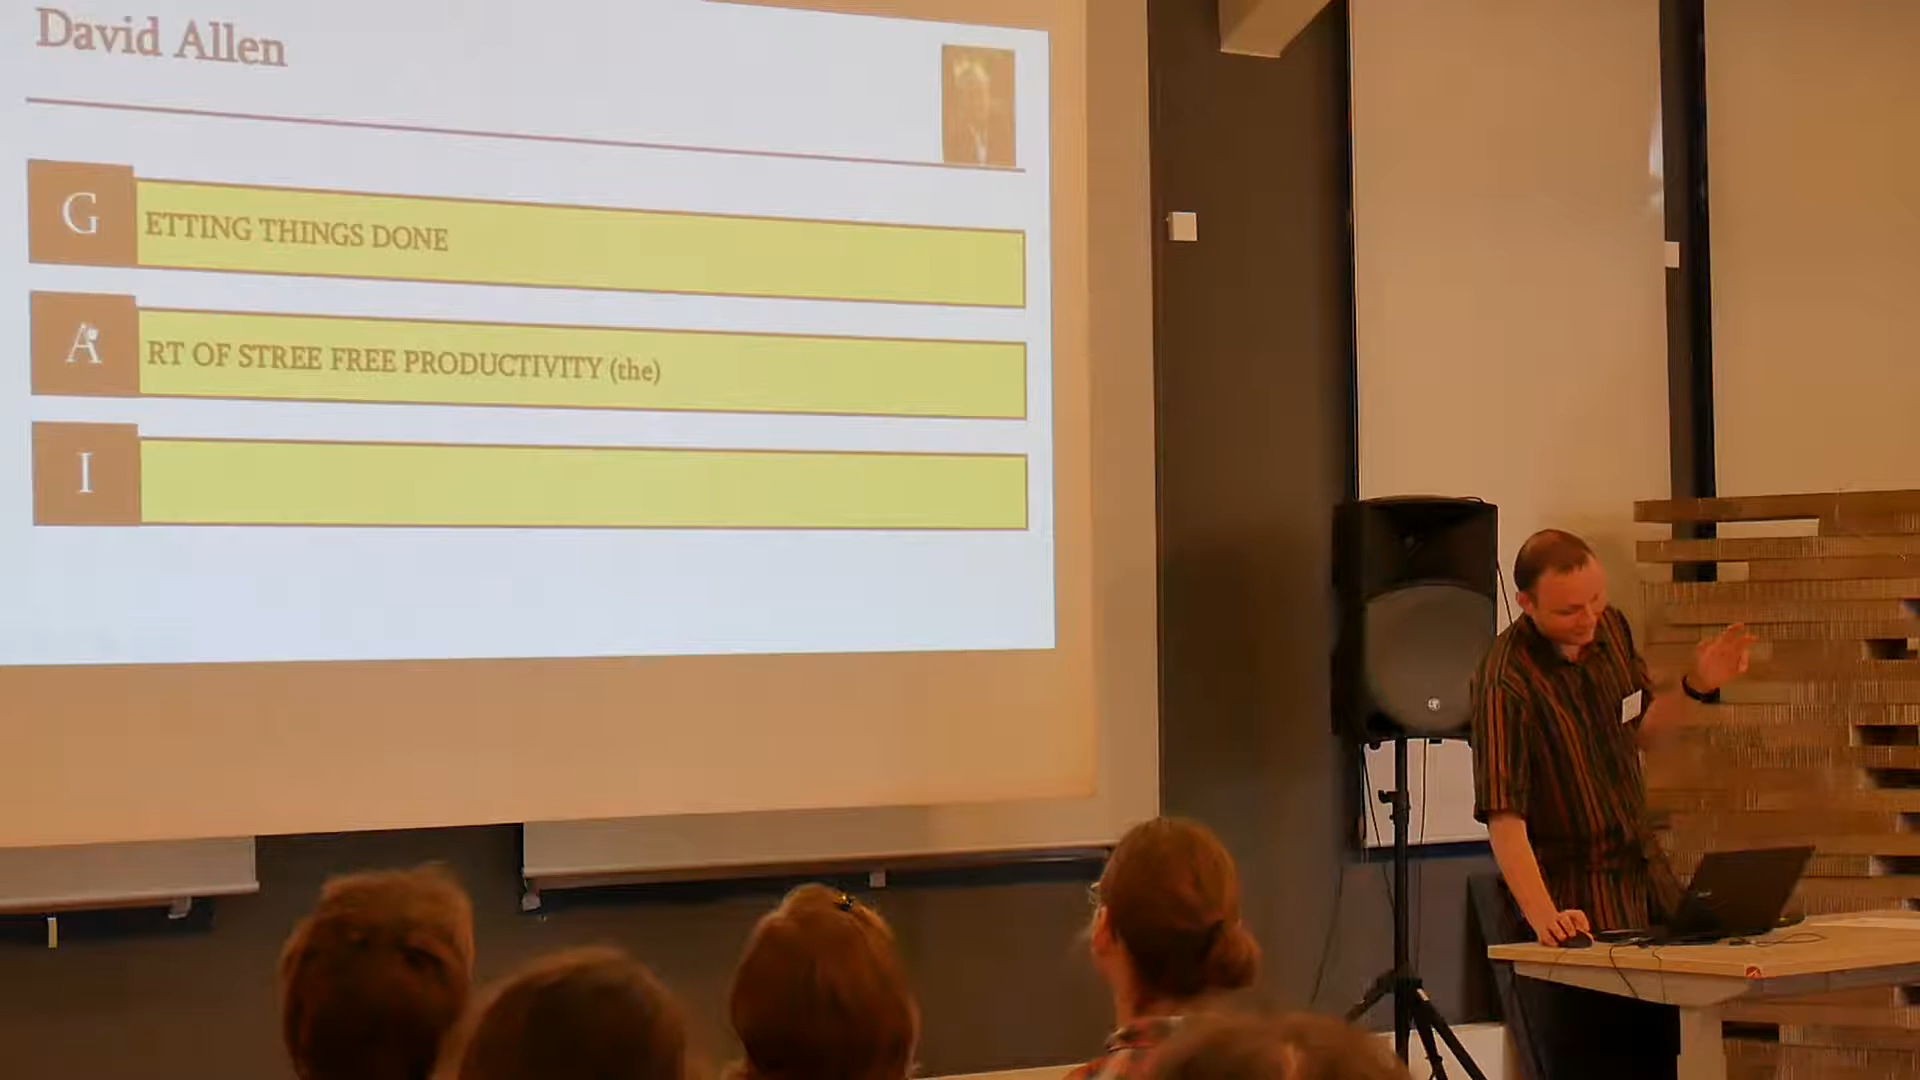 David Allen
G ETTING THINGS DONE
A RT OF STREE FREE PRODUCTIVITY (the)
I